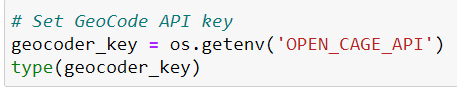 # Set GeoCode API key
geocoder_key = os.getenv('OPEN_CAGE_API')
type(geocoder_key)